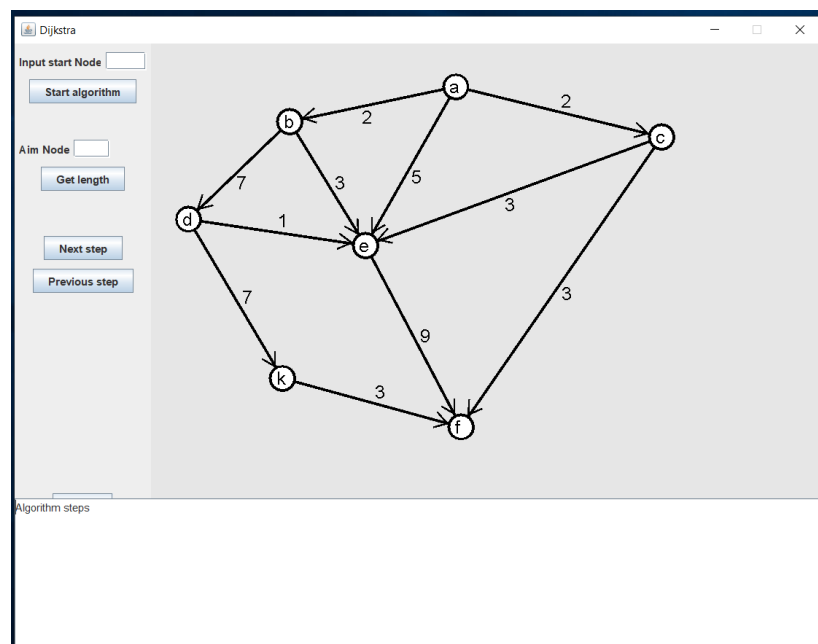 Dijkstra
Input start Node
Start algorithm
Aim Node
Get length
Next step
Previous step
a
2
2
b
c
7
3
5
3
d
1
e
7
3
9
k
3
f
Algorithm steps